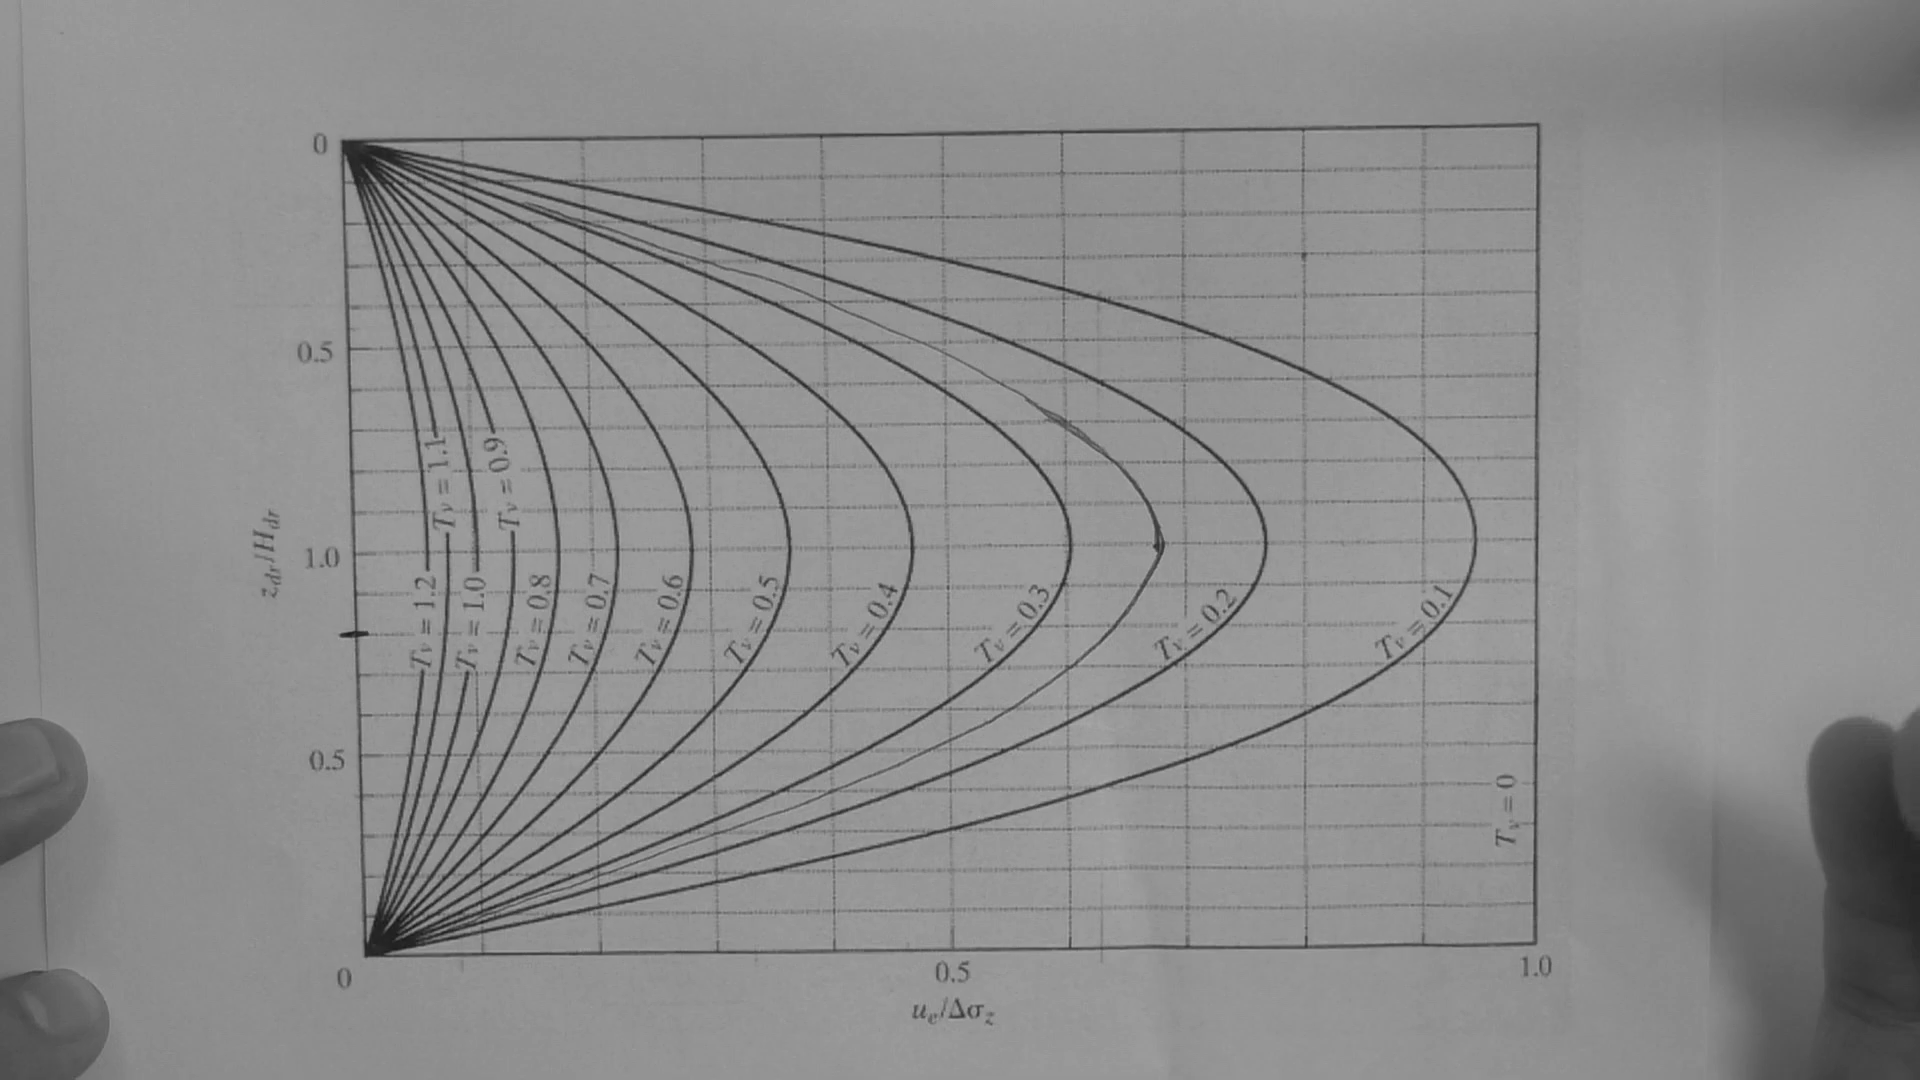 0
0.5
z_dr/H_dr
1.0
0.5
0
0.5
1.0
u_e/Δσ_z
T_v = 1.2
T_v = 1.1
T_v = 1.0
T_v = 0.9
T_v = 0.8
T_v = 0.7
T_v = 0.6
T_v = 0.5
T_v = 0.4
T_v = 0.3
T_v = 0.2
T_v = 0.1
T_v = 0